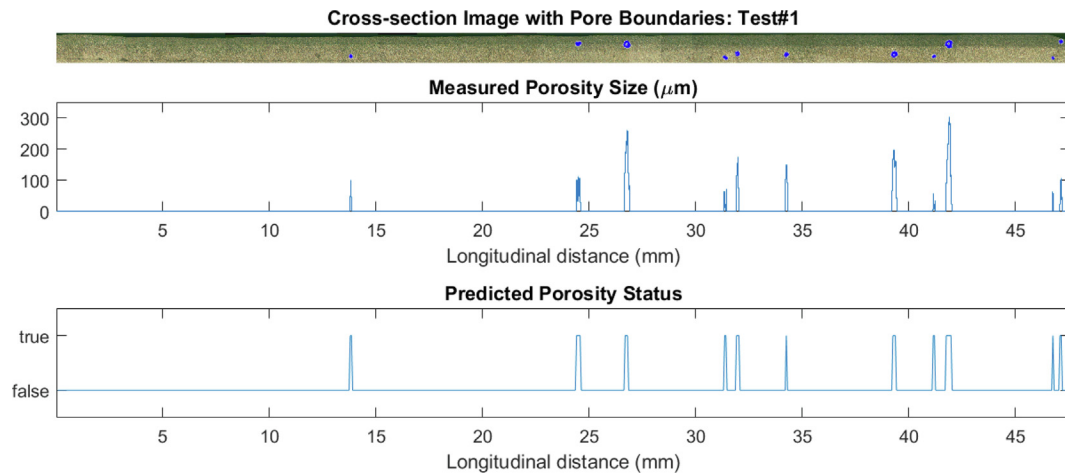 Cross-section Image with Pore Boundaries: Test#1
Measured Porosity Size (μm)
300
200
100
0
5 10 15 20 25 30 35 40 45
Longitudinal distance (mm)
Predicted Porosity Status
true
false
5 10 15 20 25 30 35 40 45
Longitudinal distance (mm)